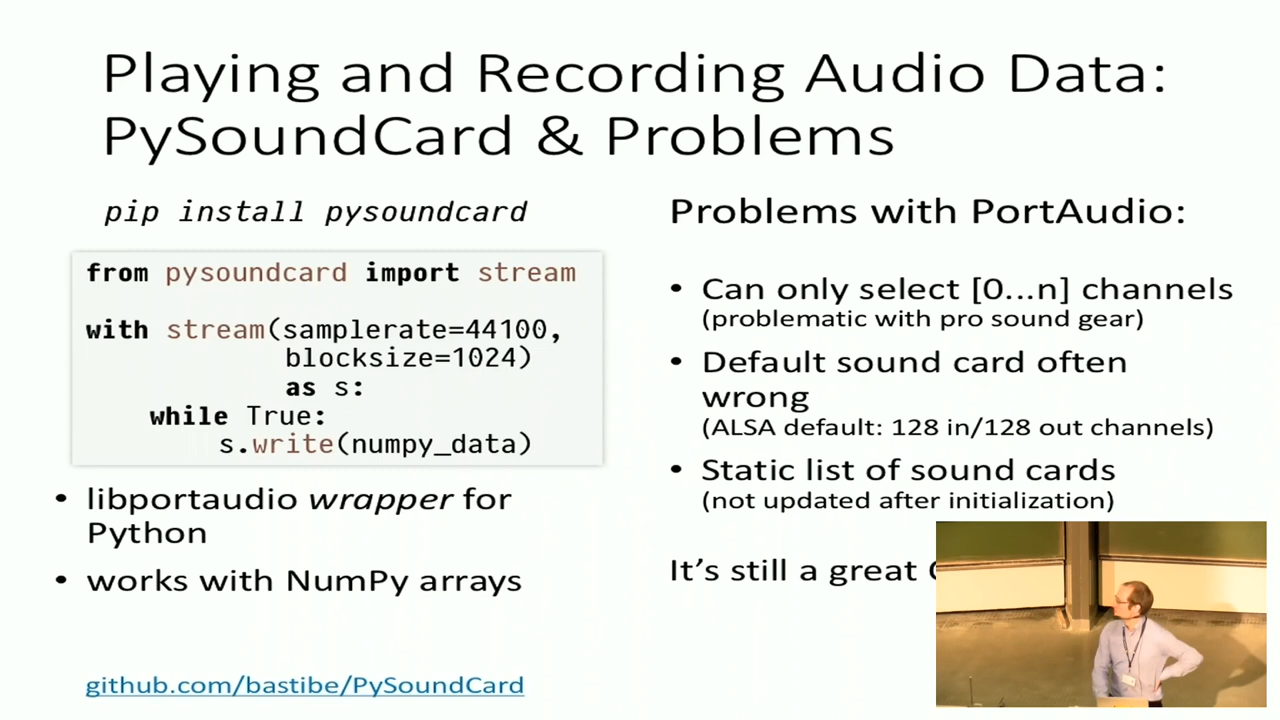 Playing and Recording Audio Data:
PySoundCard & Problems
pip install pysoundcard
from pysoundcard import stream
with stream(samplerate=44100,
blocksize=1024)
as s:
while True:
s.write(numpy_data)
• libportaudio wrapper for
Python
• works with NumPy arrays
github.com/bastibe/PySoundCard
Problems with PortAudio:
• Can only select [0...n] channels
(problematic with pro sound gear)
• Default sound card often
wrong
(ALSA default: 128 in/128 out channels)
• Static list of sound cards
(not updated after initialization)
It’s still a great